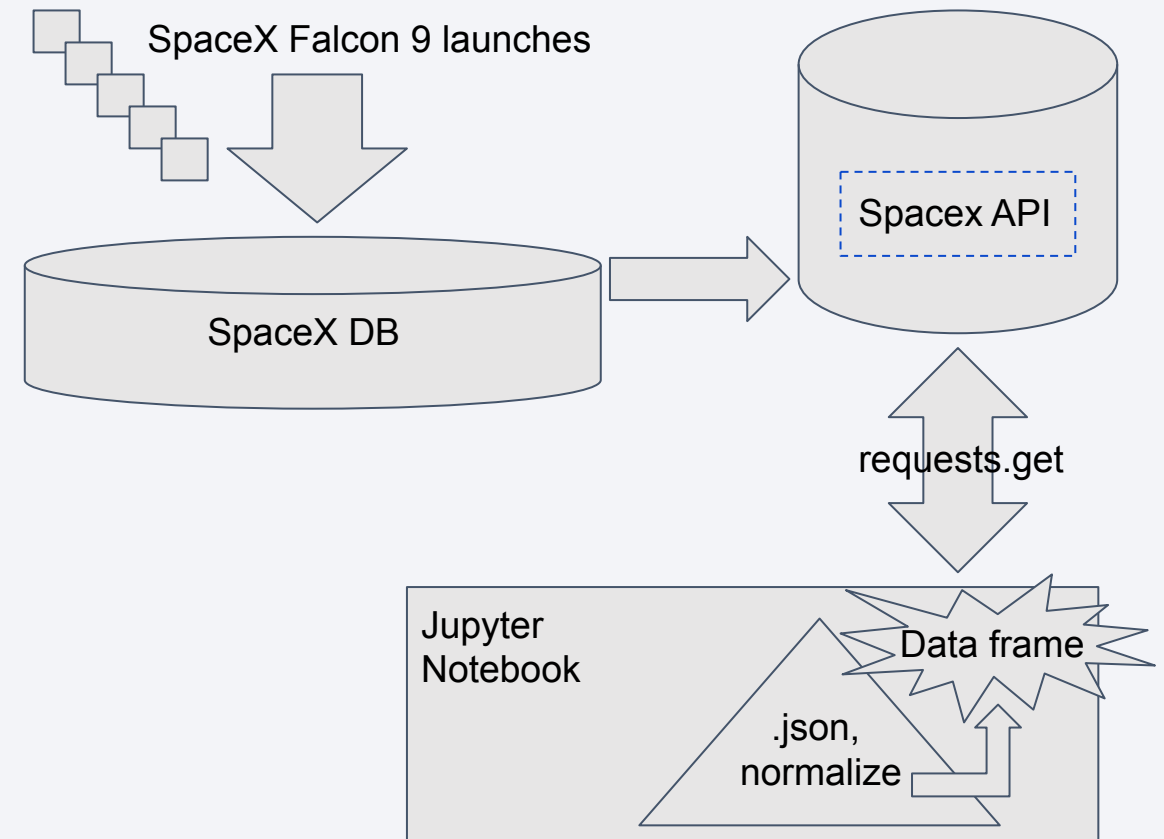 SpaceX Falcon 9 launches
Spacex API
SpaceX DB
requests.get
Jupyter
Notebook
Data frame
.json,
normalize